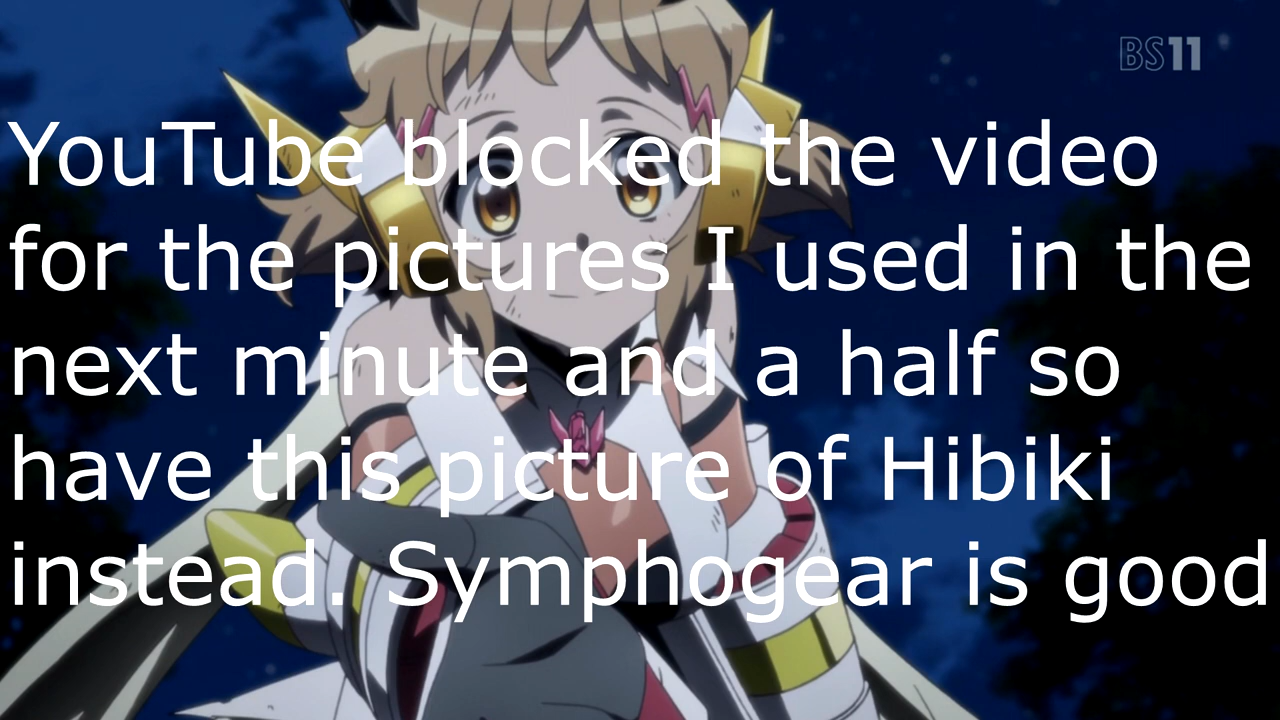 BS11
YouTube blocked the video
for the pictures I used in the
next minute and a half so
have this picture of Hibiki
instead. Symphogear is good